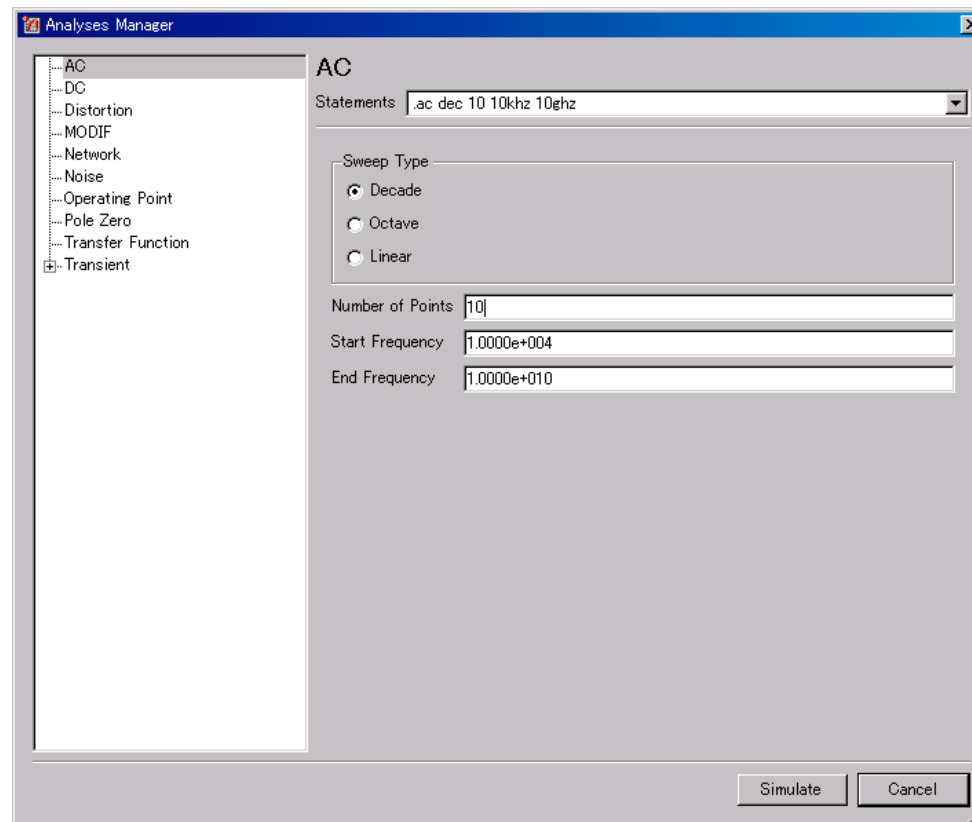 Analyses Manager
AC
DC
Distortion
MODIF
Network
Noise
Operating Point
Pole Zero
Transfer Function
Transient
AC
Statements .ac dec 10 10khz 10ghz
Sweep Type
Decade
Octave
Linear
Number of Points 10
Start Frequency 1.0000e+004
End Frequency 1.0000e+010
Simulate Cancel